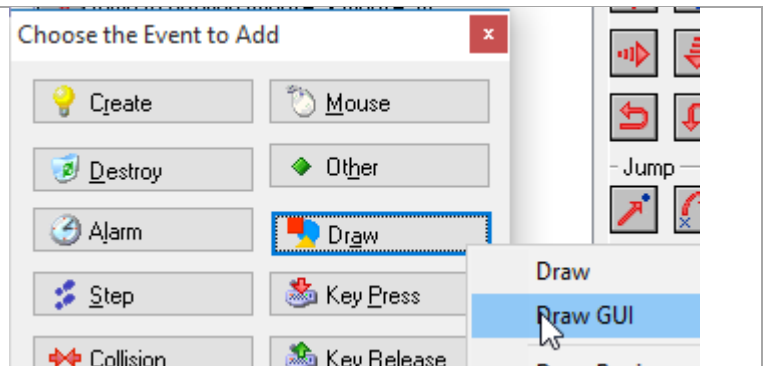 Choose the Event to Add
x
Create
Mouse
Destroy
Other
Jump
Alarm
Draw
Draw
Step
Key Press
Draw GUI
Collision
Key Release